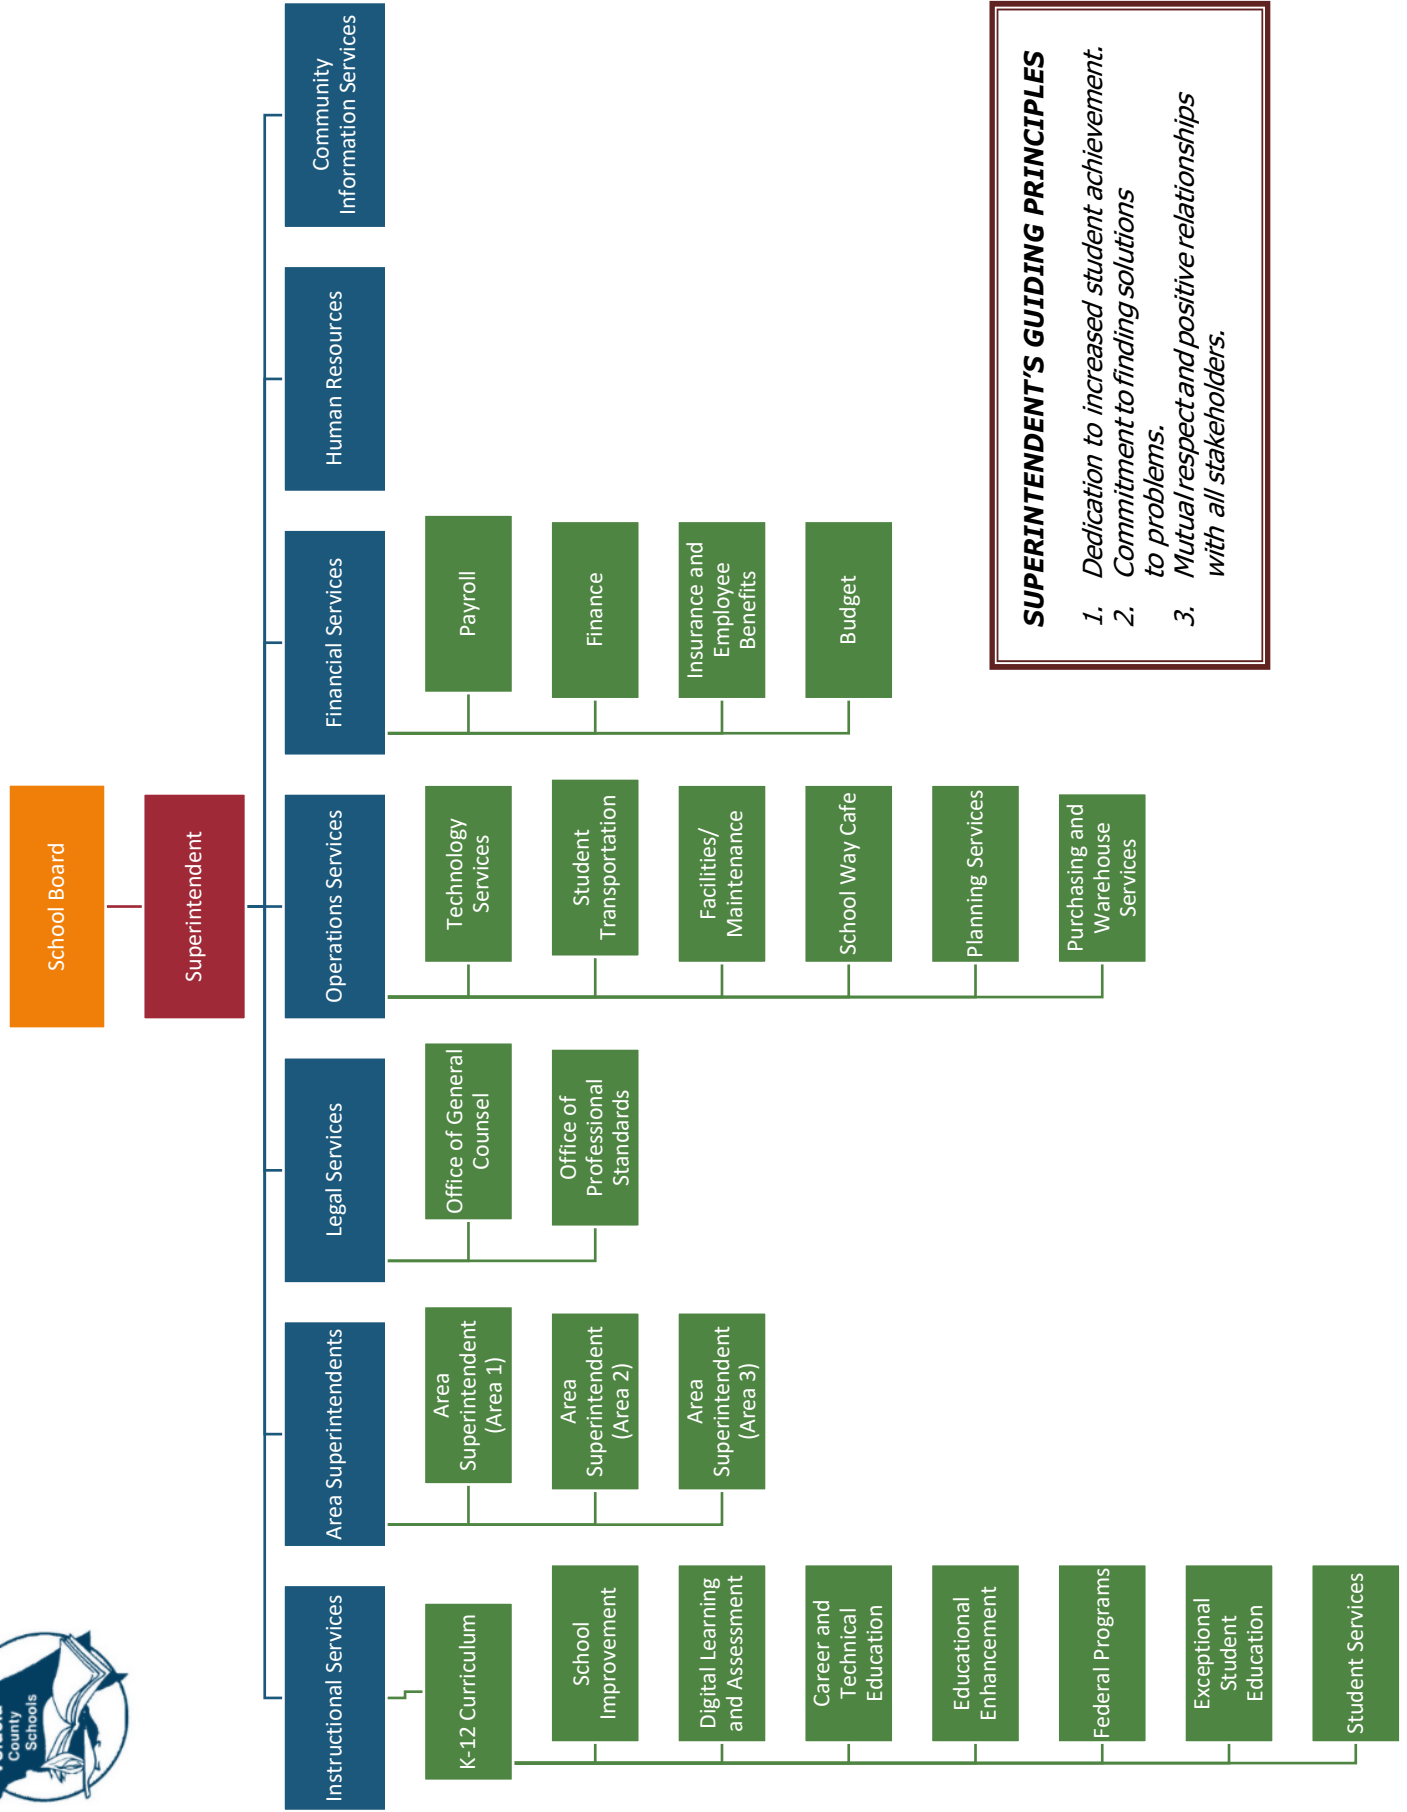 County
Schools
School Board
Superintendent
Instructional Services
K-12 Curriculum
School
Improvement
Digital Learning
and Assessment
Career and
Technical
Education
Educational
Enhancement
Federal Programs
Exceptional
Student
Education
Student Services
Area Superintendents
Area
Superintendent
(Area 1)
Area
Superintendent
(Area 2)
Area
Superintendent
(Area 3)
Legal Services
Office of General
Counsel
Office of
Professional
Standards
Operations Services
Technology
Services
Student
Transportation
Facilities/
Maintenance
School Way Cafe
Planning Services
Purchasing and
Warehouse
Services
Financial Services
Payroll
Finance
Insurance and
Employee
Benefits
Budget
Human Resources
Community
Information Services
SUPERINTENDENT'S GUIDING PRINCIPLES
1. Dedication to increased student achievement.
2. Commitment to finding solutions
to problems.
3. Mutual respect and positive relationships
with all stakeholders.